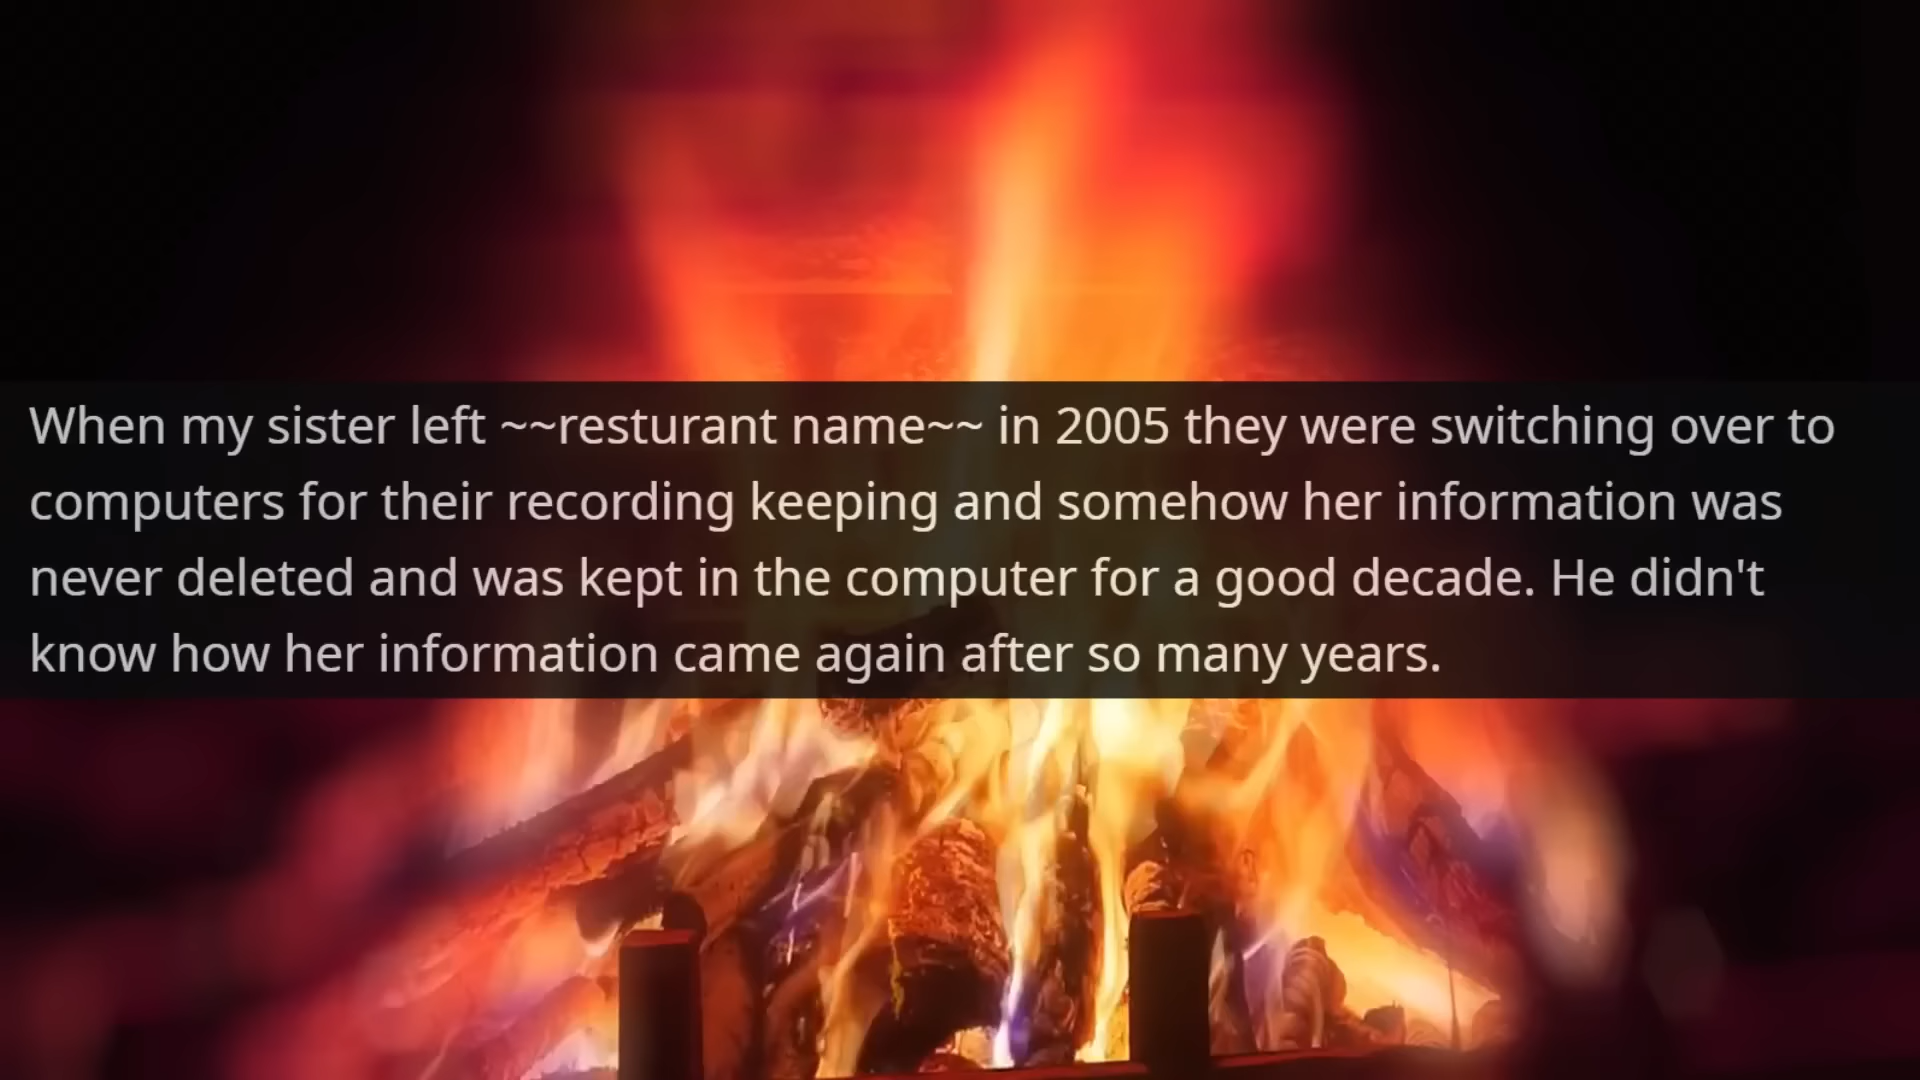 When my sister left ~~resturant name~~ in 2005 they were switching over to
computers for their recording keeping and somehow her information was
never deleted and was kept in the computer for a good decade. He didn't
know how her information came again after so many years.